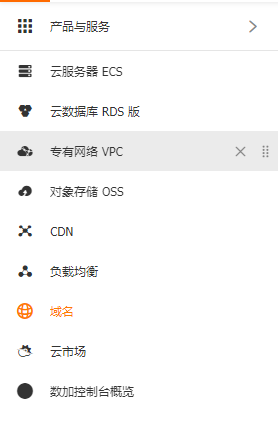 产品与服务
云服务器 ECS
云数据库 RDS 版
专有网络 VPC
对象存储 OSS
CDN
负载均衡
域名
云市场
数加控制台概览